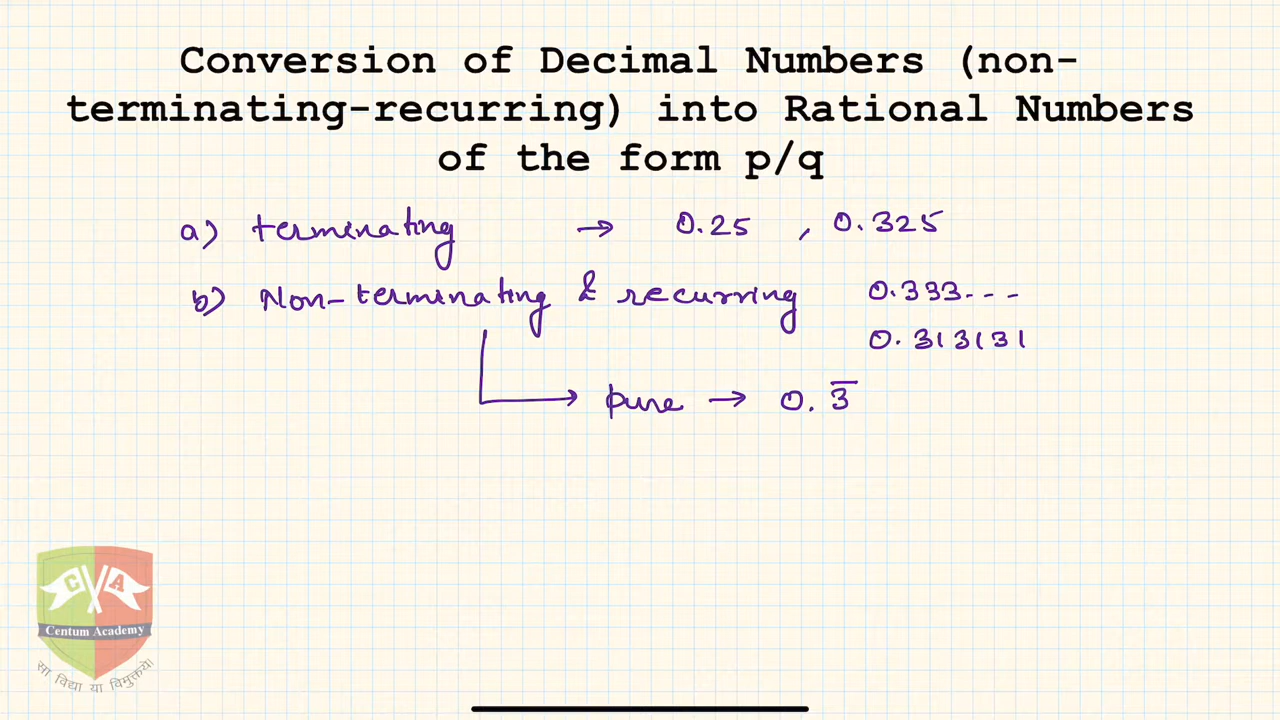 Conversion of Decimal Numbers (non-
terminating-recurring) into Rational Numbers
of the form p/q
a) terminating → 0.25 , 0.325
b) Non-terminating & recurring 0.333...
0.313131
pure → 0.3̅
C A
Centum Academy
सा विद्या या विमुक्तये।